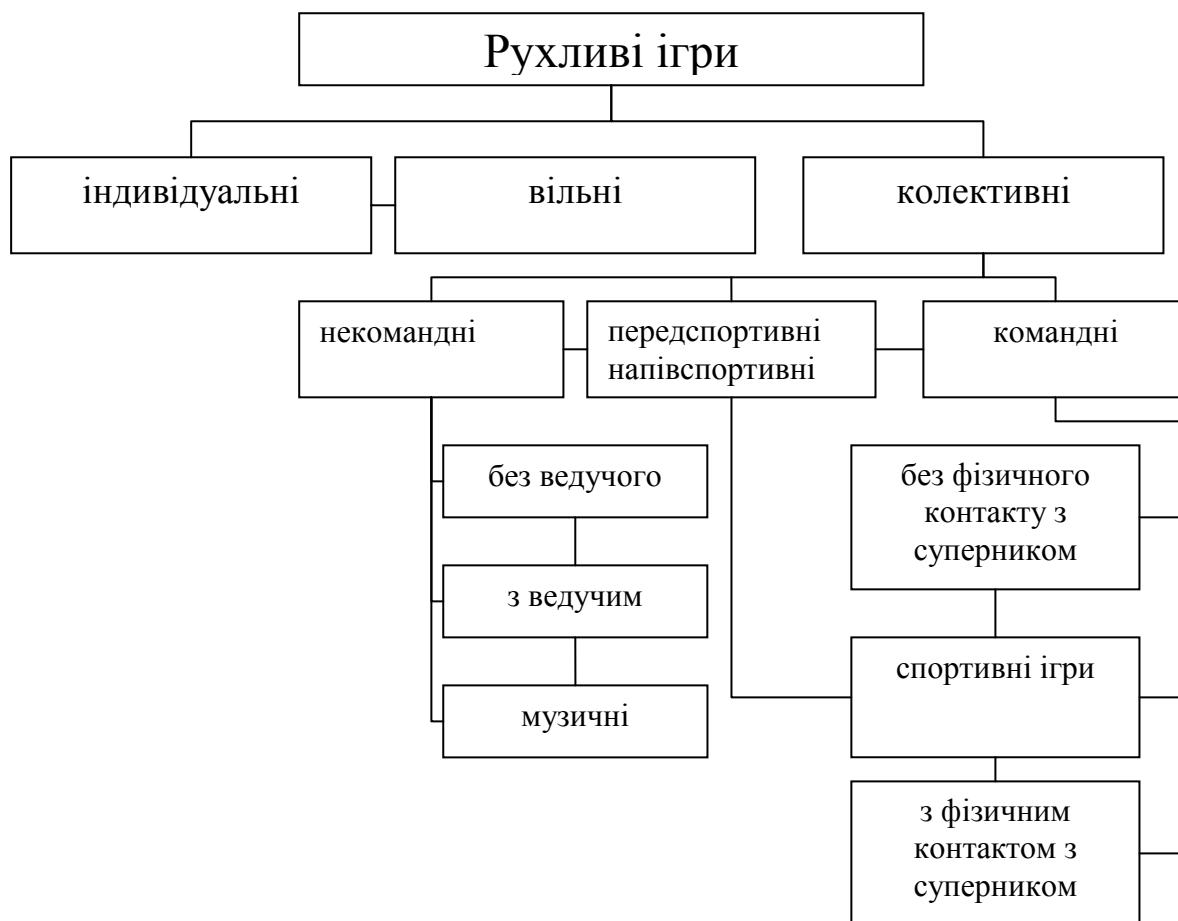 Рухливі ігри
індивідуальні
вільні
колективні
некомандні
передспортивні
напівспортивні
командні
без ведучого
з ведучим
музичні
без фізичного
контакту з
суперником
спортивні ігри
з фізичним
контактом з
суперником